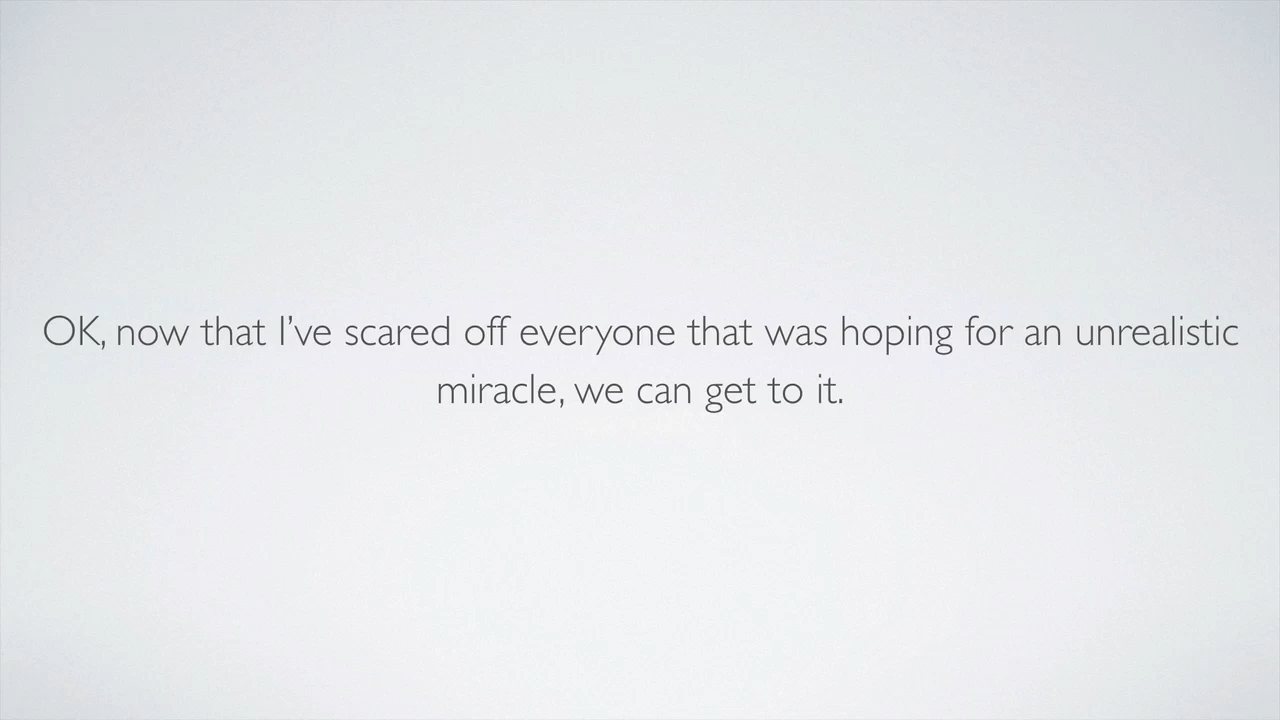 OK, now that I’ve scared off everyone that was hoping for an unrealistic
miracle, we can get to it.